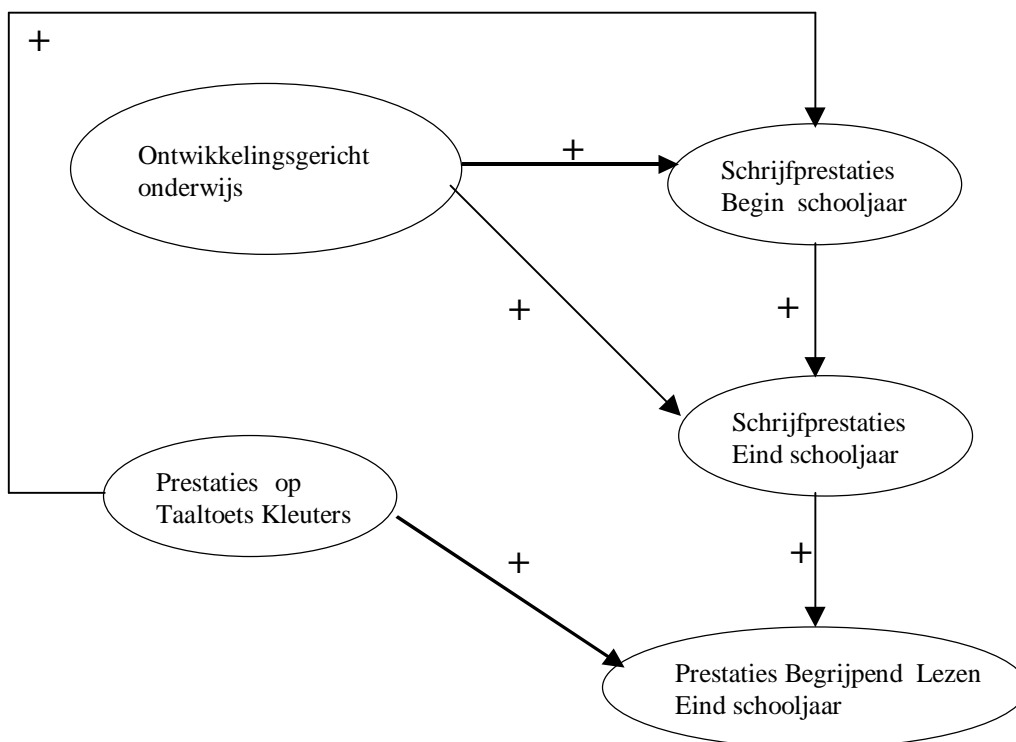 +
Ontwikkelingsgericht
onderwijs
+
Schrijfprestaties
Begin schooljaar
+
+
Schrijfprestaties
Eind schooljaar
Prestaties op
Taaltoets Kleuters
+
+
Prestaties Begrijpend Lezen
Eind schooljaar